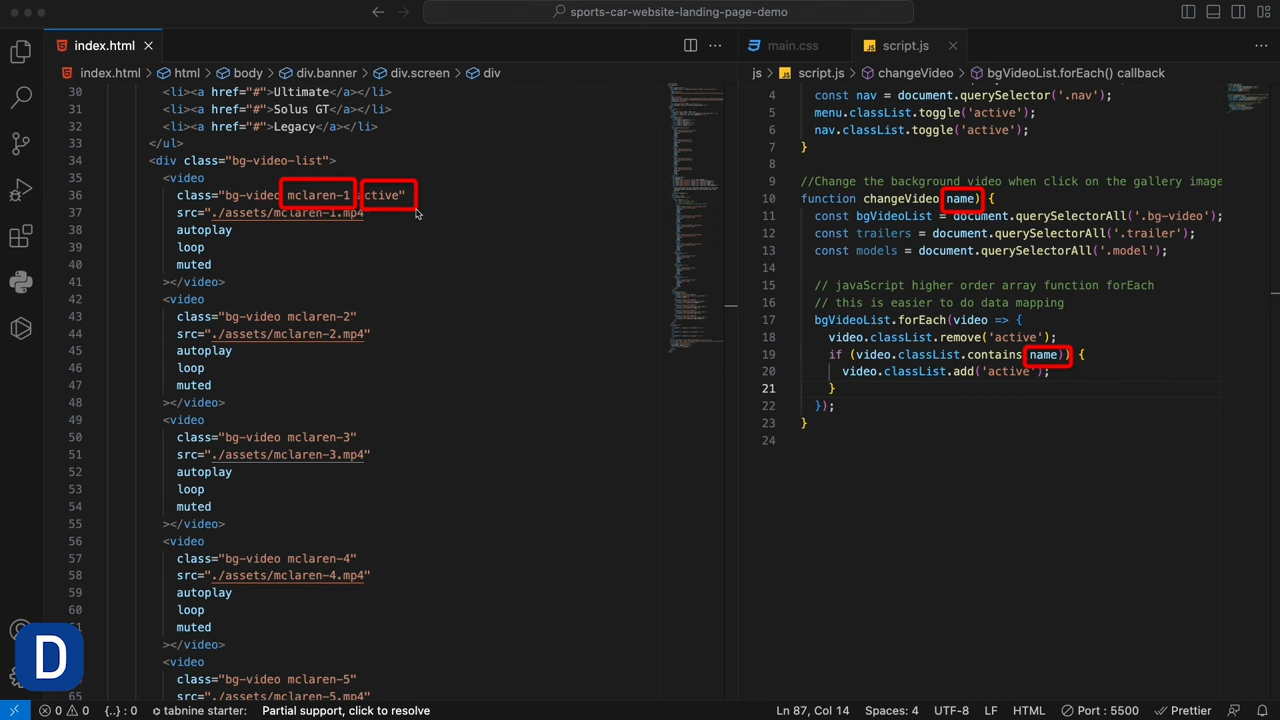 sports-car-website-landing-page-demo
index.html
main.css
script.js
index.html > html > body > div.banner > div.screen > div
js > script.js > changeVideo > bgVideoList.forEach() callback
30 <li><a href="#">Ultimate</a></li>
31 <li><a href="#">Solus GT</a></li>
32 <li><a href="#">Legacy</a></li>
33 </ul>
34 <div class="bg-video-list">
35 <video
36 class="bg-video mclaren-1 active"
37 src="./assets/mclaren-1.mp4"
38 autoplay
39 loop
40 muted
41 ></video>
42 <video
43 class="bg-video mclaren-2"
44 src="./assets/mclaren-2.mp4"
45 autoplay
46 loop
47 muted
48 ></video>
49 <video
50 class="bg-video mclaren-3"
51 src="./assets/mclaren-3.mp4"
52 autoplay
53 loop
54 muted
55 ></video>
56 <video
57 class="bg-video mclaren-4"
58 src="./assets/mclaren-4.mp4"
59 autoplay
60 loop
61 muted
62 ></video>
63 <video
64 class="bg-video mclaren-5"
65 src="./assets/mclaren-5.mp4"
4 const nav = document.querySelector('.nav');
5 menu.classList.toggle('active');
6 nav.classList.toggle('active');
7 }
8
9 //Change the background video when click on the gallery image
10 function changeVideo(name) {
11 const bgVideoList = document.querySelectorAll('.bg-video');
12 const trailers = document.querySelectorAll('.trailer');
13 const models = document.querySelectorAll('.model');
14
15 // javaScript higher order array function forEach
16 // this is easier to do data mapping
17 bgVideoList.forEach(video => {
18 video.classList.remove('active');
19 if (video.classList.contains(name)) {
20 video.classList.add('active');
21 }
22 });
23 }
24
D
0 0 {..} : 0 tabnine starter: Partial support, click to resolve
Ln 87, Col 14 Spaces: 4 UTF-8 LF HTML Port : 5500 Prettier